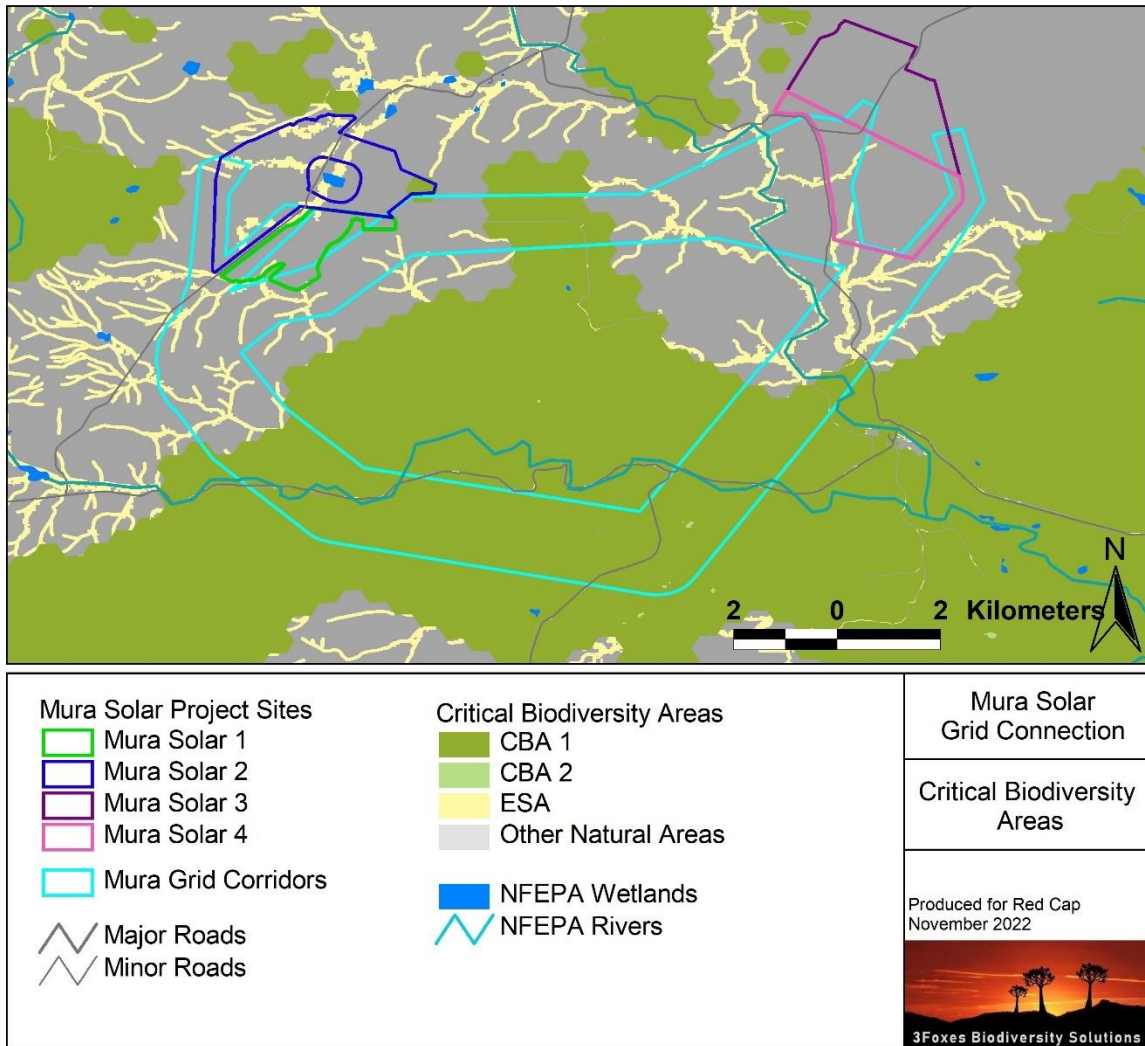 N
2 0 2 Kilometers
Mura Solar Project Sites
Mura Solar 1
Mura Solar 2
Mura Solar 3
Mura Solar 4
Mura Grid Corridors
Major Roads
Minor Roads
Critical Biodiversity Areas
CBA 1
CBA 2
ESA
Other Natural Areas
NFEPA Wetlands
NFEPA Rivers
Mura Solar
Grid Connection
Critical Biodiversity
Areas
Produced for Red Cap
November 2022
3Foxes Biodiversity Solutions